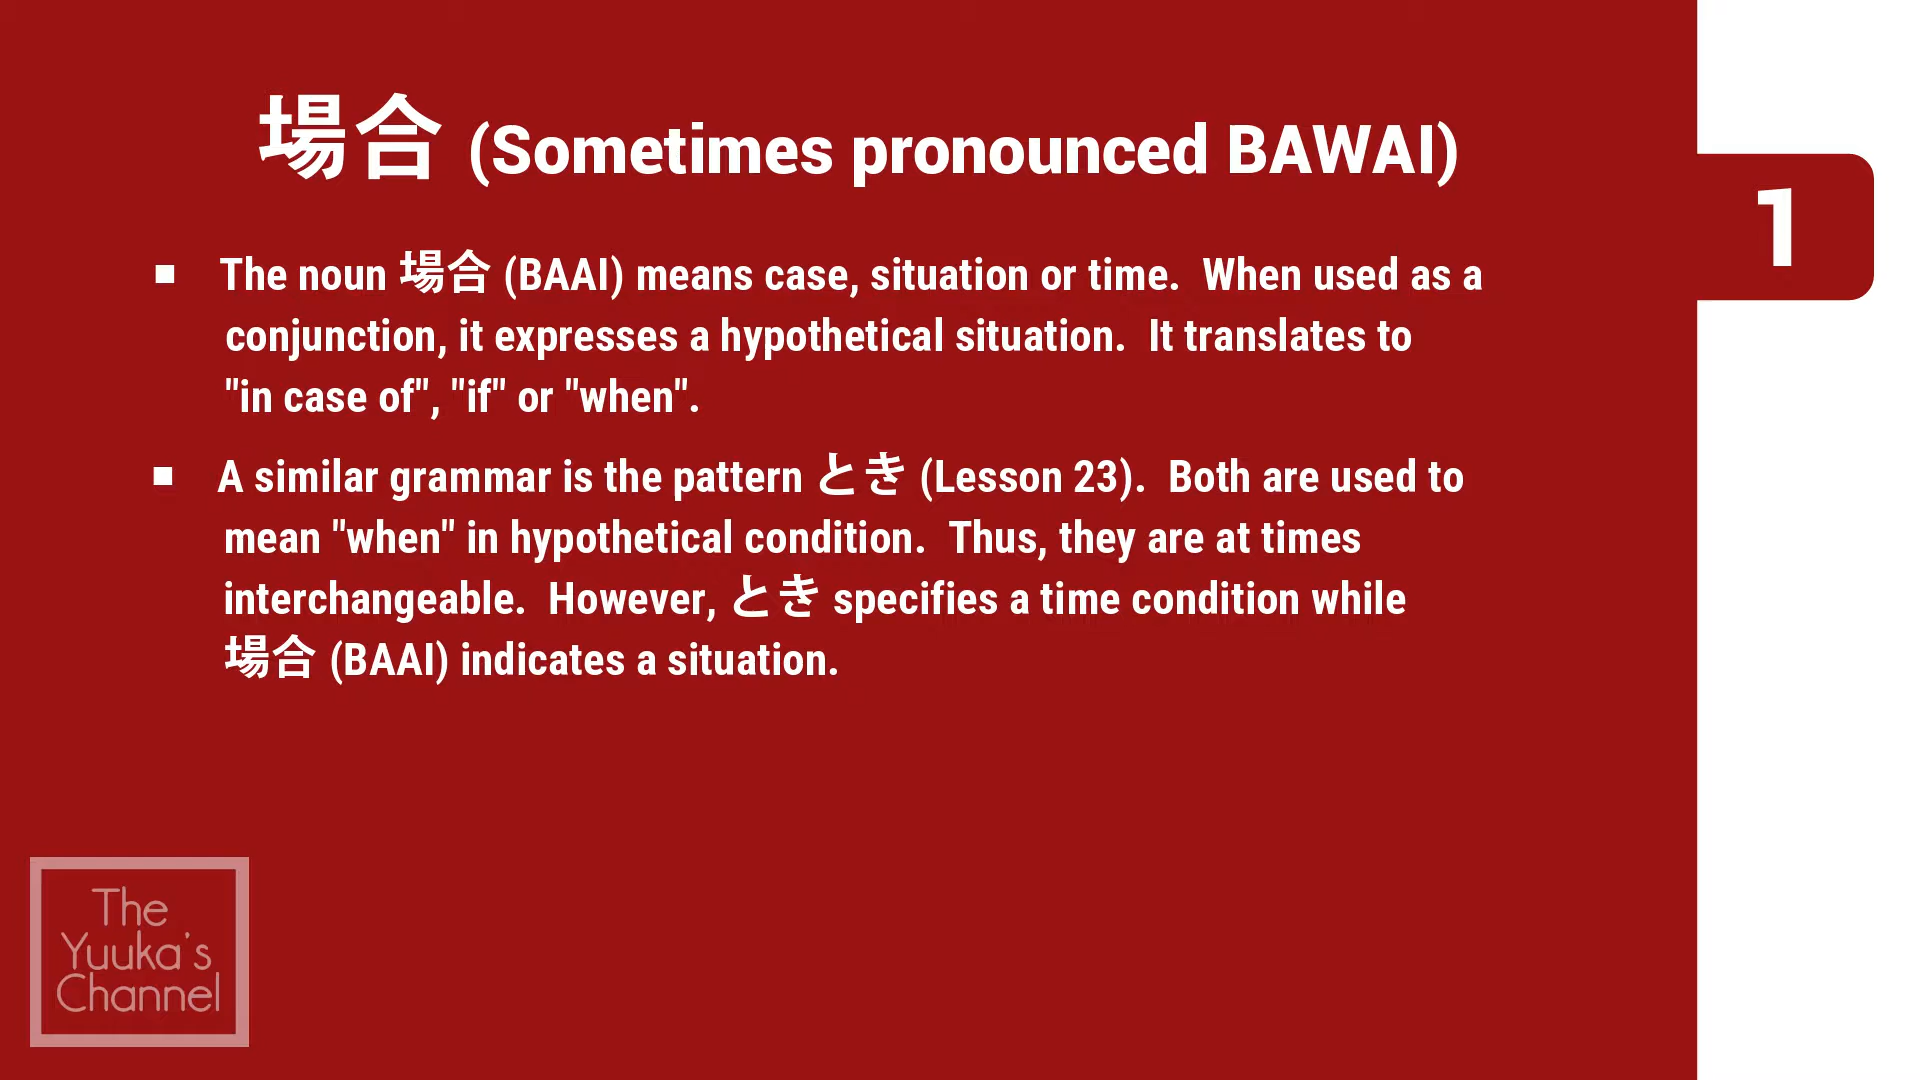 場合 (Sometimes pronounced BAWAI)
1
■ The noun 場合 (BAAI) means case, situation or time. When used as a
conjunction, it expresses a hypothetical situation. It translates to
"in case of", "if" or "when".
■ A similar grammar is the pattern とき (Lesson 23). Both are used to
mean "when" in hypothetical condition. Thus, they are at times
interchangeable. However, とき specifies a time condition while
場合 (BAAI) indicates a situation.
The
Yuuka's
Channel